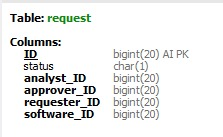 Table: request
Columns:
ID bigint(20) AI PK
status char(1)
analyst_ID bigint(20)
approver_ID bigint(20)
requester_ID bigint(20)
software_ID bigint(20)